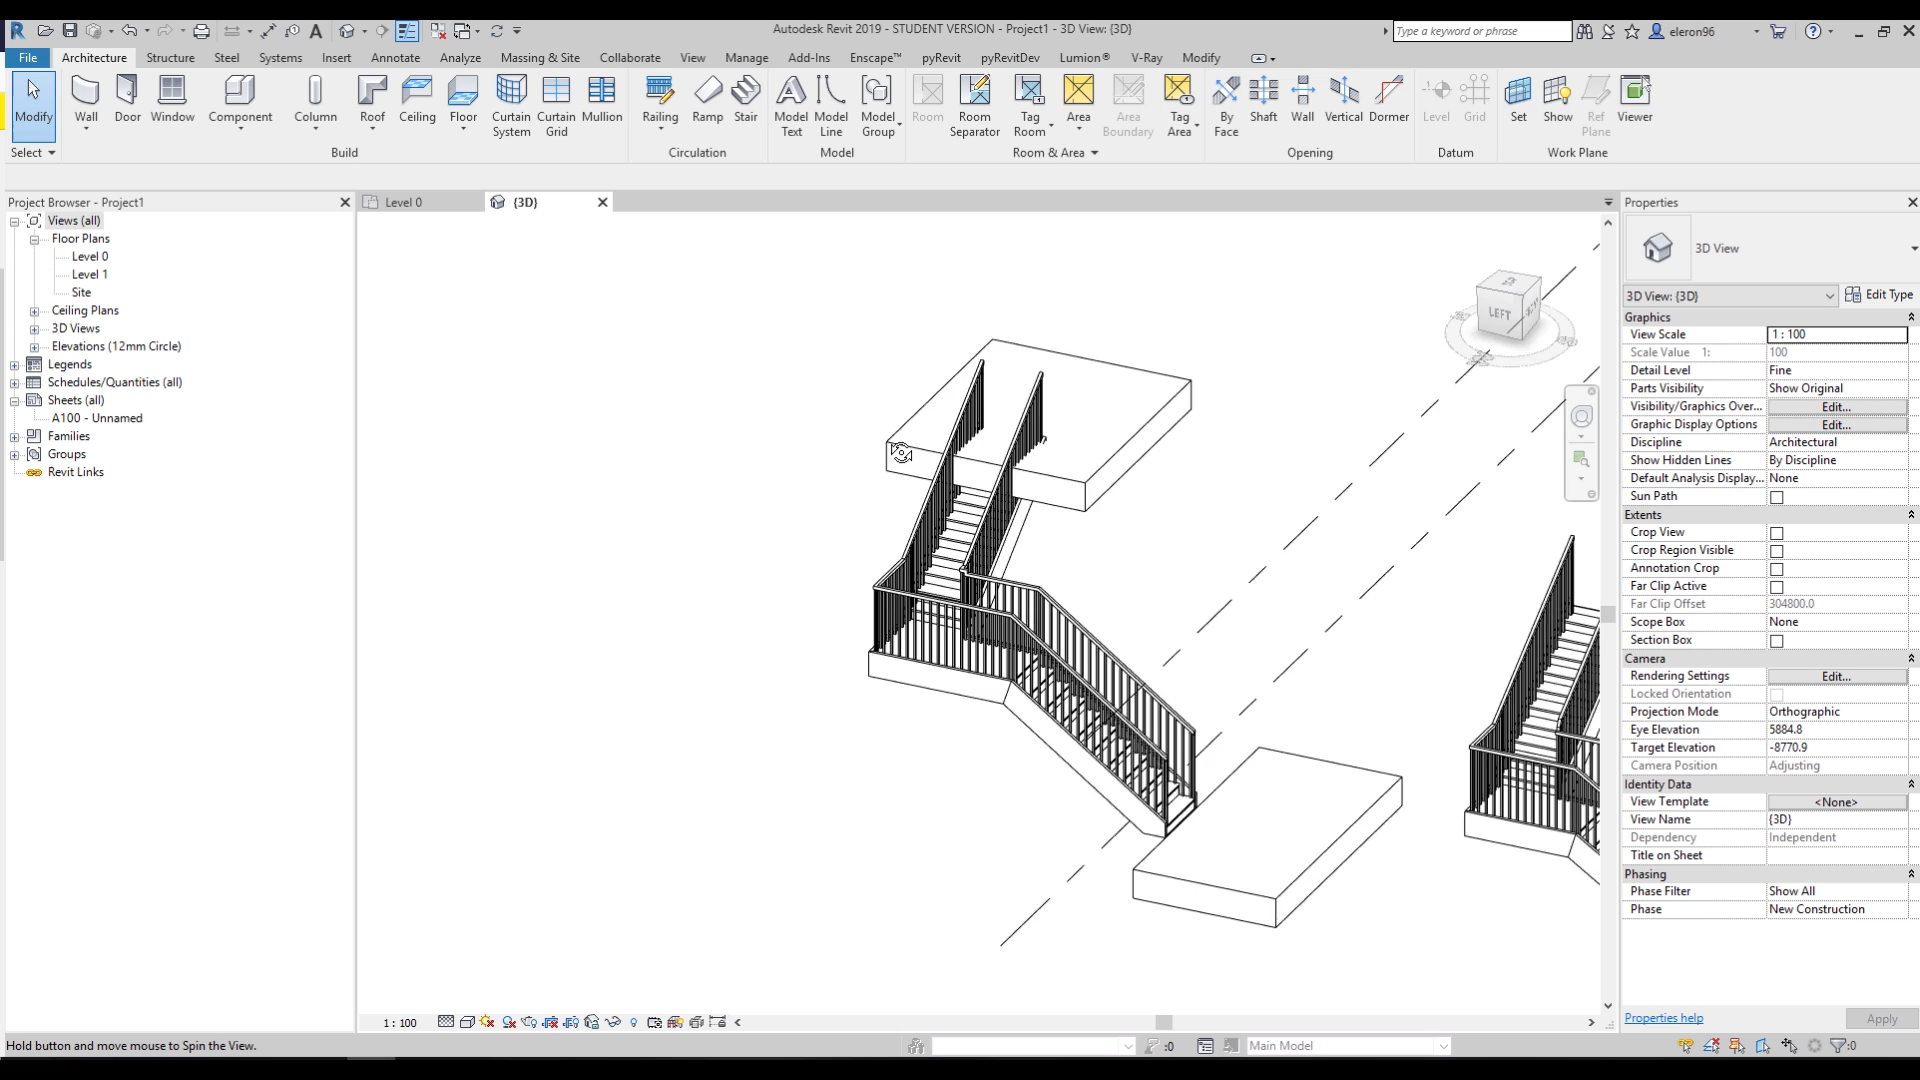 Autodesk Revit 2019 - STUDENT VERSION - Project1 - 3D View: {3D}
Type a keyword or phrase
eleron96
File Architecture Structure Steel Systems Insert Annotate Analyze Massing & Site Collaborate View Manage Add-Ins Enscape™ pyRevit pyRevitDev Lumion® V-Ray Modify
Modify Wall Door Window Component Column Roof Ceiling Floor Curtain System Curtain Grid Mullion Railing Ramp Stair Model Text Model Line Model Group Room Room Separator Tag Room Area Area Boundary Tag Area By Face Shaft Wall Vertical Dormer Level Grid Set Show Ref Plane Viewer
Select Build Circulation Model Room & Area Opening Datum Work Plane
Project Browser - Project1
Views (all)
Floor Plans
Level 0
Level 1
Site
Ceiling Plans
3D Views
Elevations (12mm Circle)
Legends
Schedules/Quantities (all)
Sheets (all)
A100 - Unnamed
Families
Groups
Revit Links
Level 0
{3D}
LEFT
Properties
3D View
3D View: {3D}
Edit Type
Graphics
View Scale 1 : 100
Scale Value 1: 100
Detail Level Fine
Parts Visibility Show Original
Visibility/Graphics Over... Edit...
Graphic Display Options Edit...
Discipline Architectural
Show Hidden Lines By Discipline
Default Analysis Display... None
Sun Path
Extents
Crop View
Crop Region Visible
Annotation Crop
Far Clip Active
Far Clip Offset 304800.0
Scope Box None
Section Box
Camera
Rendering Settings Edit...
Locked Orientation
Projection Mode Orthographic
Eye Elevation 5884.8
Target Elevation -8770.9
Camera Position Adjusting
Identity Data
View Template <None>
View Name {3D}
Dependency Independent
Title on Sheet
Phasing
Phase Filter Show All
Phase New Construction
Properties help
Apply
1 : 100
Hold button and move mouse to Spin the View.
:0
Main Model
:0